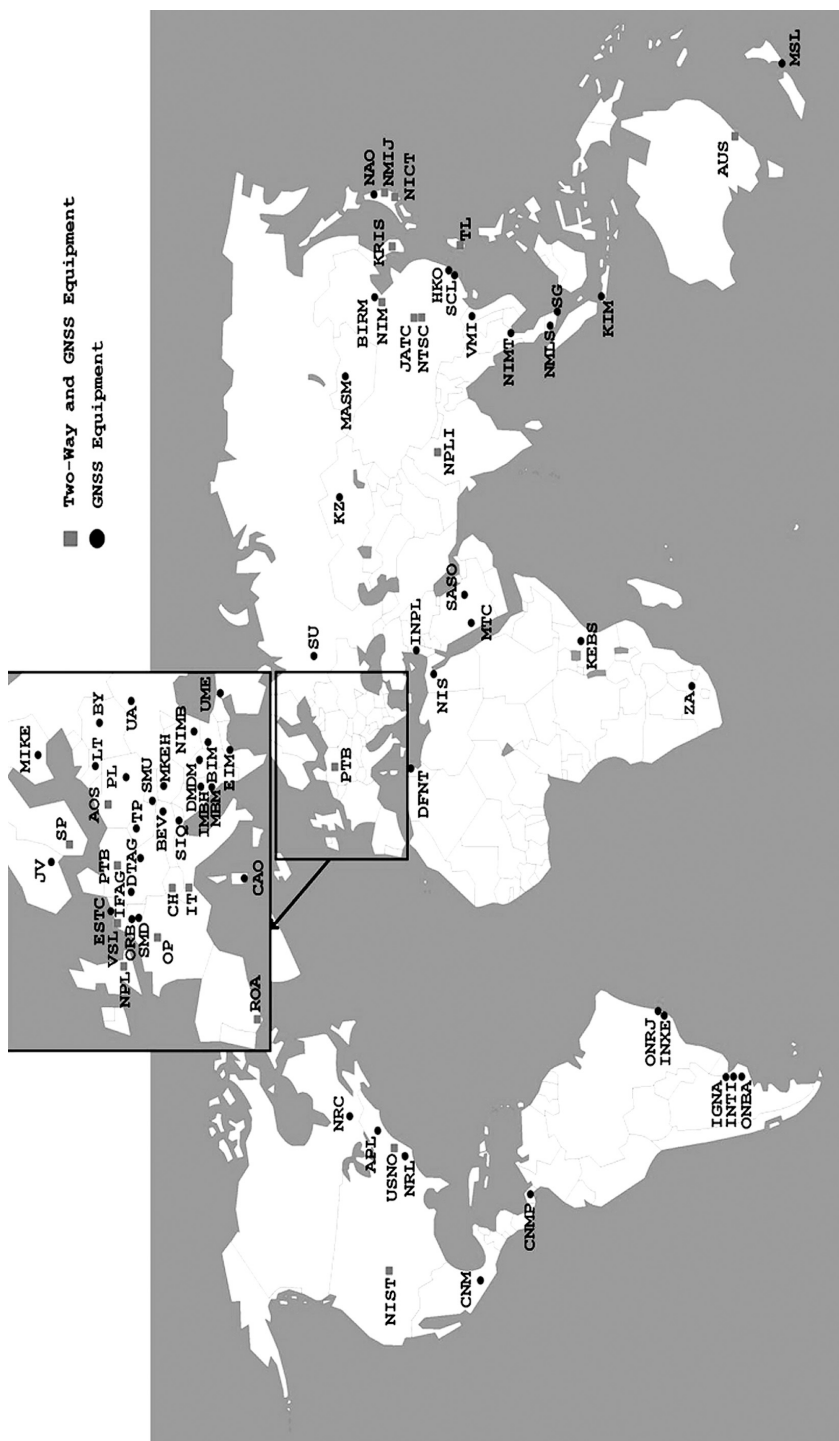 Two-Way and GNSS Equipment
GNSS Equipment
MIKE
JV
SP
LT
BY
PL
AOS
UA
PTB
ESTC
VSL
IFAG
DTAG
TP
SMU
MKEH
NIMB
UME
NPL
ORB
SMD
BEV
SIQ
DMDM
IMBH
MBM
BIM
EIM
OP
CH
IT
CAO
ROA
SU
KZ
MASM
BIRM
NIM
KRIS
NAO
NMIJ
NICT
JATC
NTSC
HKO
SCL
TL
VMI
NIMT
NMLS
SG
KIM
NPLI
SASO
MTC
INPL
NIS
PTB
DFNT
KEBS
ZA
AUS
MSL
NRC
APL
USNO
NRL
NIST
CNM
CNMP
ONRJ
INXE
IGNA
INTI
ONBA